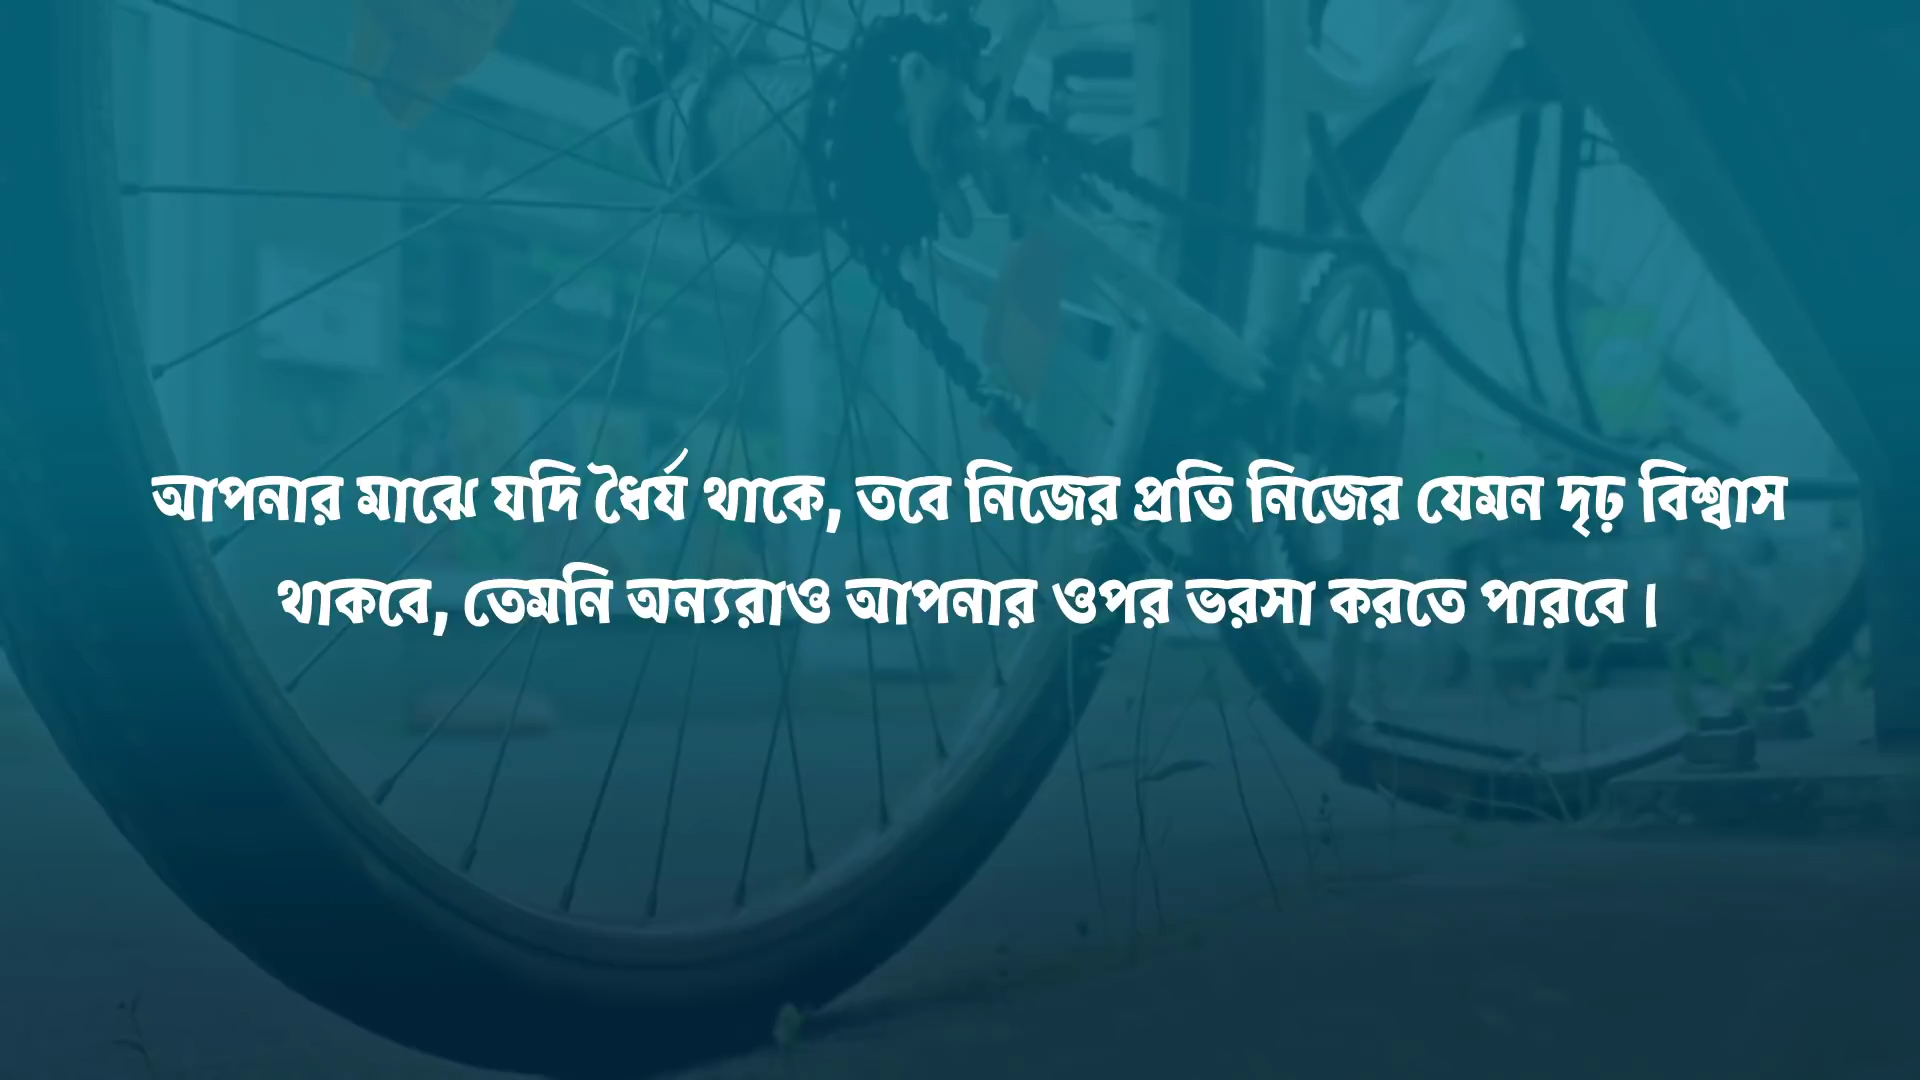 আপনার মাঝে যদি ধৈর্য থাকে, তবে নিজের প্রতি নিজের যেমন দৃঢ় বিশ্বাস
থাকবে, তেমনি অন্যরাও আপনার ওপর ভরসা করতে পারবে।